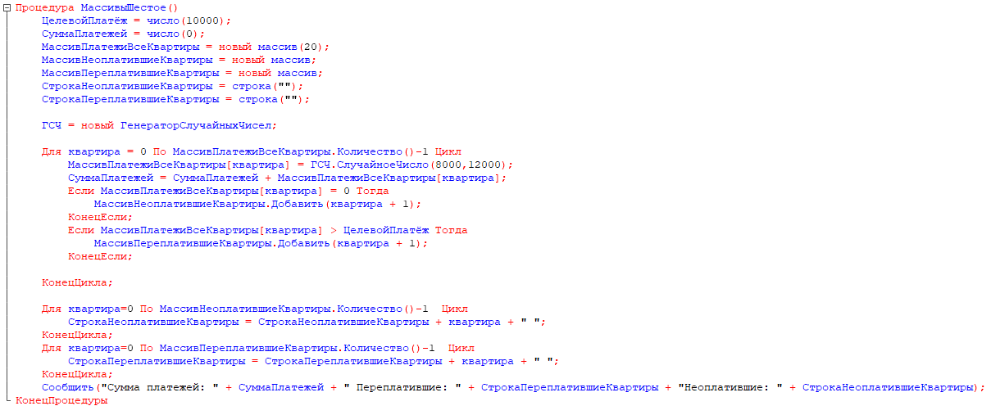 Процедура МассивыШестое()
ЦелевойПлатёж = число(10000);
СуммаПлатежей = число(0);
МассивПлатежиВсеКвартиры = новый массив(20);
МассивНеоплатившиеКвартиры = новый массив;
МассивПереплатившиеКвартиры = новый массив;
СтрокаНеоплатившиеКвартиры = строка("");
СтрокаПереплатившиеКвартиры = строка("");
ГСЧ = новый ГенераторСлучайныхЧисел;
Для квартира = 0 По МассивПлатежиВсеКвартиры.Количество()-1 Цикл
МассивПлатежиВсеКвартиры[квартира] = ГСЧ.СлучайноеЧисло(8000,12000);
СуммаПлатежей = СуммаПлатежей + МассивПлатежиВсеКвартиры[квартира];
Если МассивПлатежиВсеКвартиры[квартира] = 0 Тогда
МассивНеоплатившиеКвартиры.Добавить(квартира + 1);
КонецЕсли;
Если МассивПлатежиВсеКвартиры[квартира] > ЦелевойПлатёж Тогда
МассивПереплатившиеКвартиры.Добавить(квартира + 1);
КонецЕсли;
КонецЦикла;
Для квартира=0 По МассивНеоплатившиеКвартиры.Количество()-1  Цикл
СтрокаНеоплатившиеКвартиры = СтрокаНеоплатившиеКвартиры + квартира + " ";
КонецЦикла;
Для квартира=0 По МассивПереплатившиеКвартиры.Количество()-1  Цикл
СтрокаПереплатившиеКвартиры = СтрокаПереплатившиеКвартиры + квартира + " ";
КонецЦикла;
Сообщить("Сумма платежей: " + СуммаПлатежей + " Переплатившие: " + СтрокаПереплатившиеКвартиры + "Неоплатившие: " + СтрокаНеоплатившиеКвартиры);
КонецПроцедуры